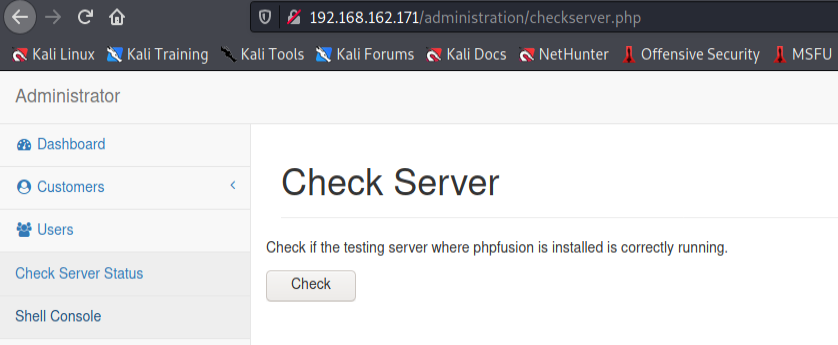 192.168.162.171/administration/checkserver.php
Kali Linux Kali Training Kali Tools Kali Forums Kali Docs NetHunter Offensive Security MSFU
Administrator
Dashboard
Customers
Users
Check Server Status
Shell Console
Check Server
Check if the testing server where phpfusion is installed is correctly running.
Check